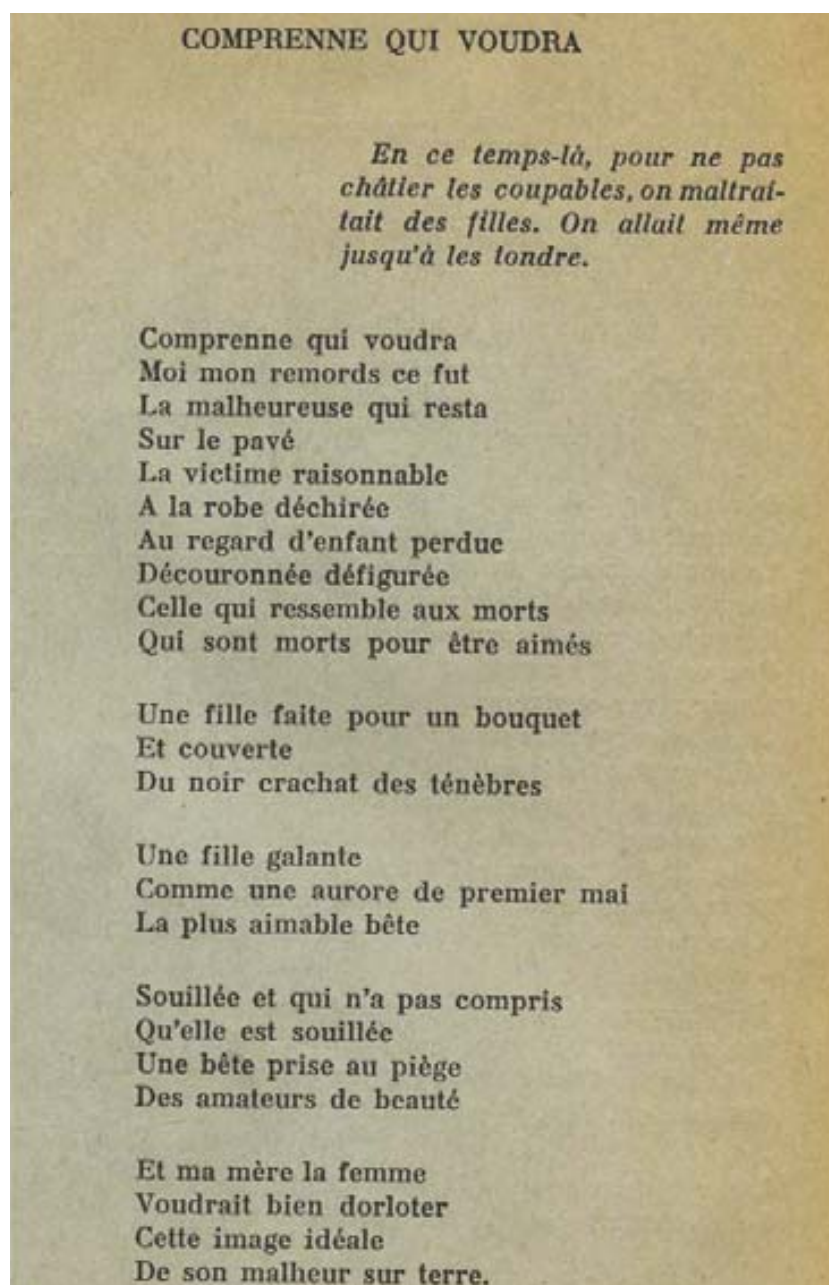 COMPRENNE QUI VOUDRA
En ce temps-là, pour ne pas
châtier les coupables, on maltrai-
tait des filles. On allait même
jusqu'à les tondre.
Comprenne qui voudra
Moi mon remords ce fut
La malheureuse qui resta
Sur le pavé
La victime raisonnable
A la robe déchirée
Au regard d'enfant perdue
Découronnée défigurée
Celle qui ressemble aux morts
Qui sont morts pour être aimés
Une fille faite pour un bouquet
Et couverte
Du noir crachat des ténèbres
Une fille galante
Comme une aurore de premier mai
La plus aimable bête
Souillée et qui n'a pas compris
Qu'elle est souillée
Une bête prise au piège
Des amateurs de beauté
Et ma mère la femme
Voudrait bien dorloter
Cette image idéale
De son malheur sur terre.